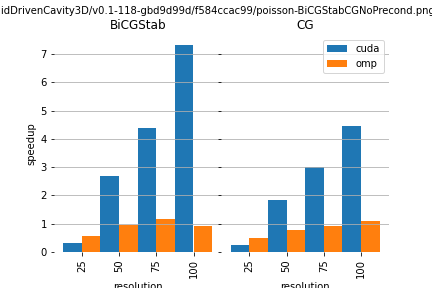 idDrivenCavity3D/v0.1-118-gbd9d99d/f584ccac99/poisson-BiCGStabCGNoPrecond.png
BiCGStab
CG
cuda
omp
7
6
5
4
3
2
1
0
speedup
25
50
75
100
25
50
75
100
resolution
resolution